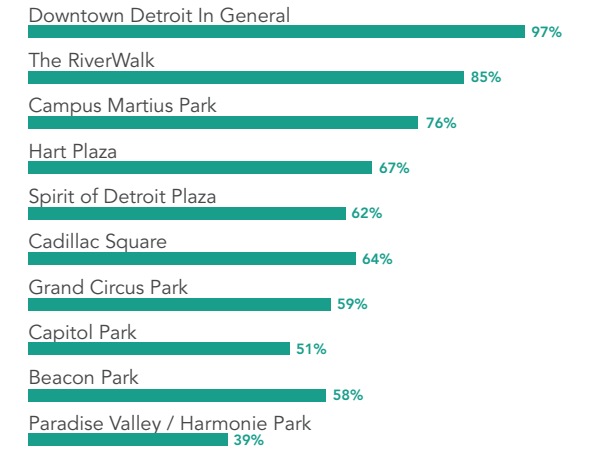 Downtown Detroit In General
97%
The RiverWalk
85%
Campus Martius Park
76%
Hart Plaza
67%
Spirit of Detroit Plaza
62%
Cadillac Square
64%
Grand Circus Park
59%
Capitol Park
51%
Beacon Park
58%
Paradise Valley / Harmonie Park
39%